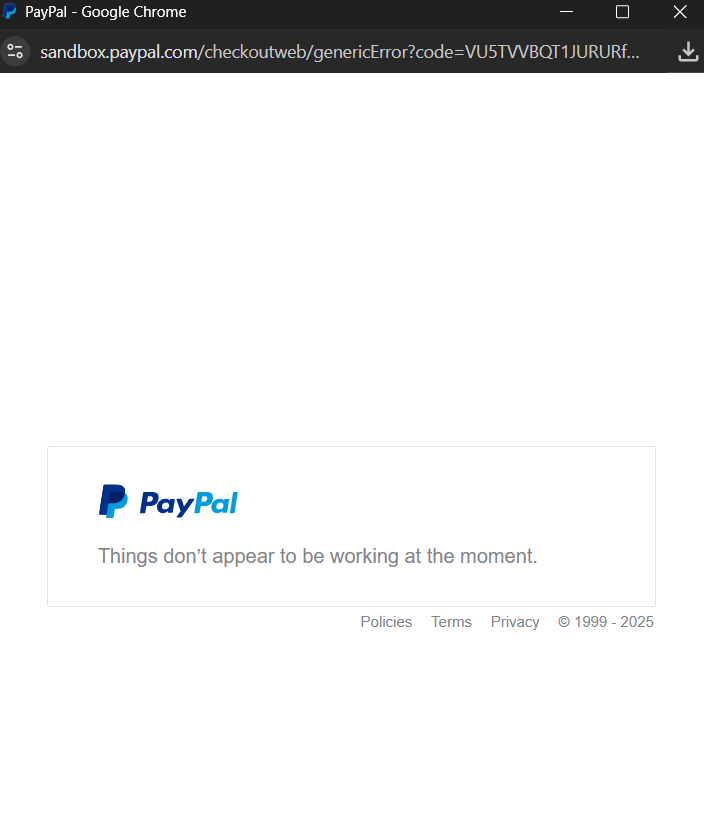 PayPal - Google Chrome
sandbox.paypal.com/checkoutweb/genericError?code=VU5TVVBQT1JURURf...
PayPal
Things don’t appear to be working at the moment.
Policies Terms Privacy © 1999 - 2025